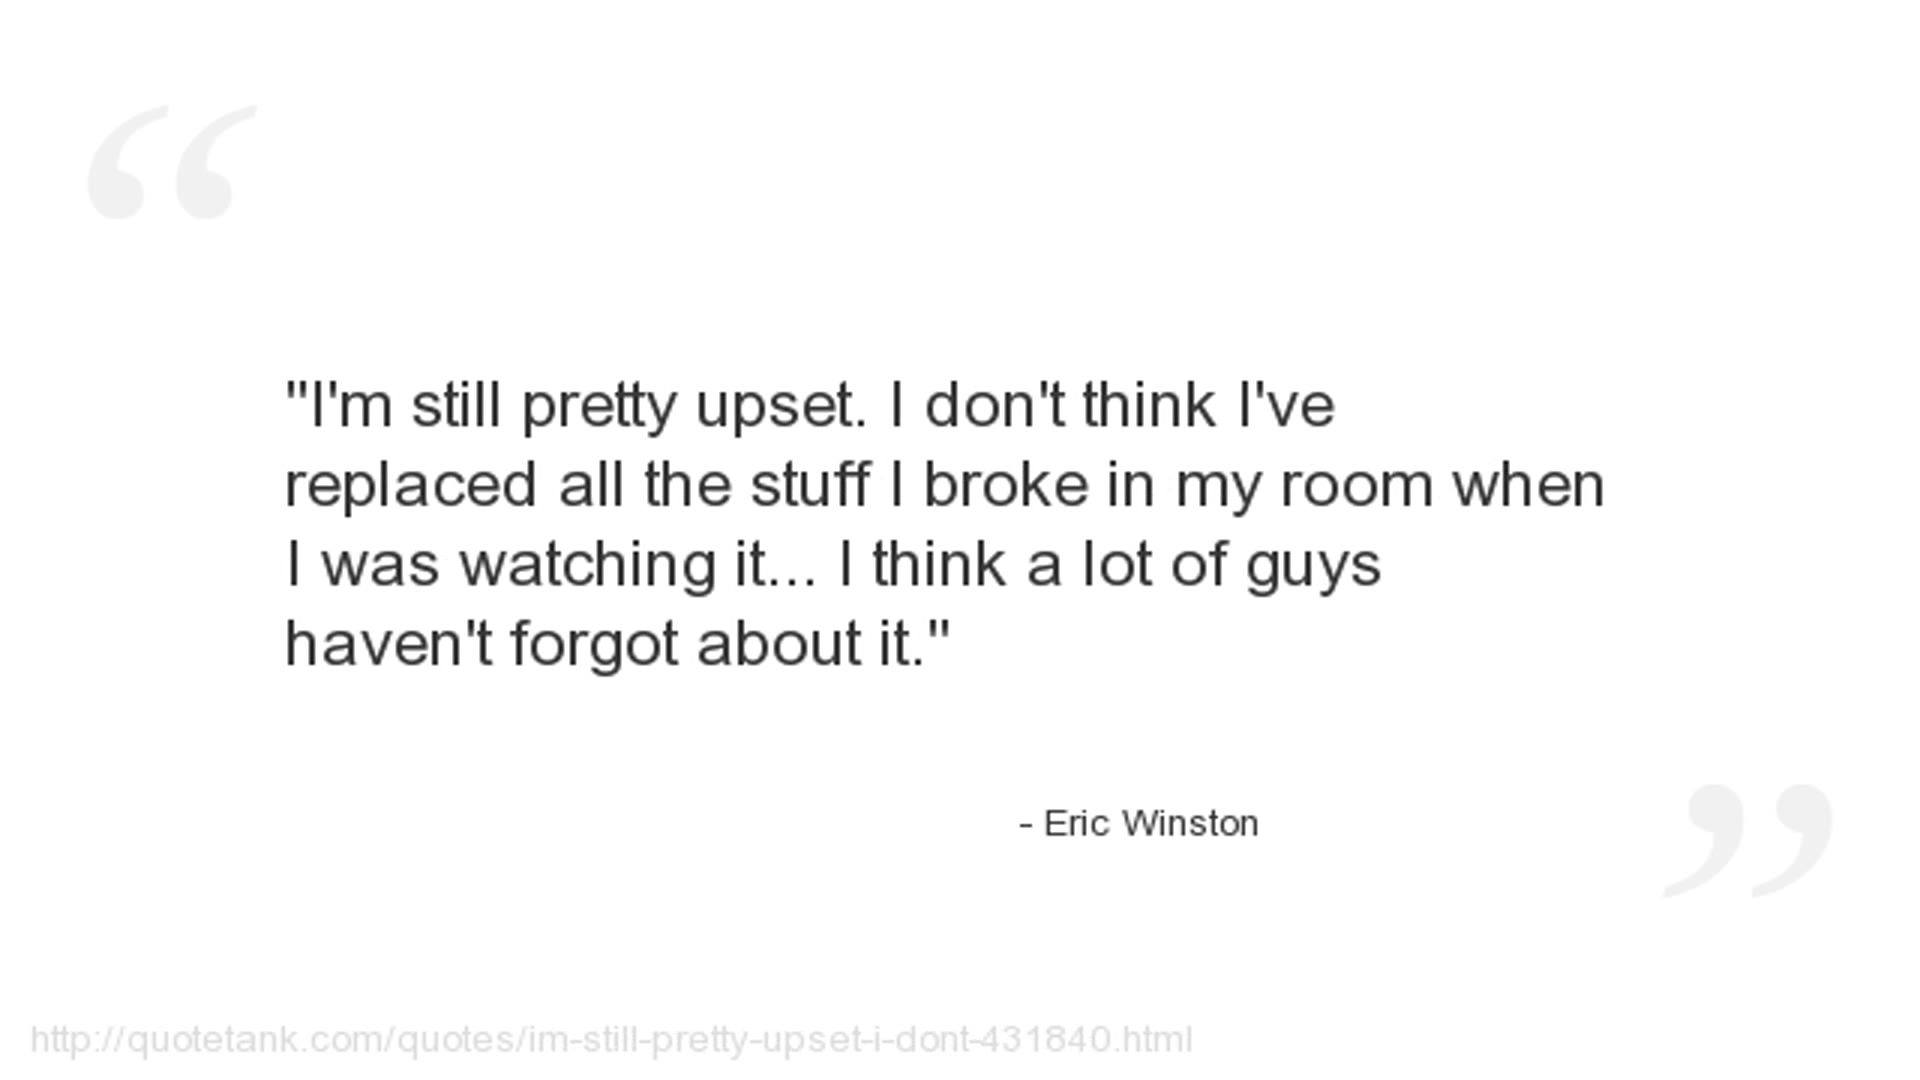 "I'm still pretty upset. I don't think I've
replaced all the stuff I broke in my room when
I was watching it... I think a lot of guys
haven't forgot about it."
- Eric Winston
http://quotetank.com/quotes/im-still-pretty-upset-i-dont-431840.html